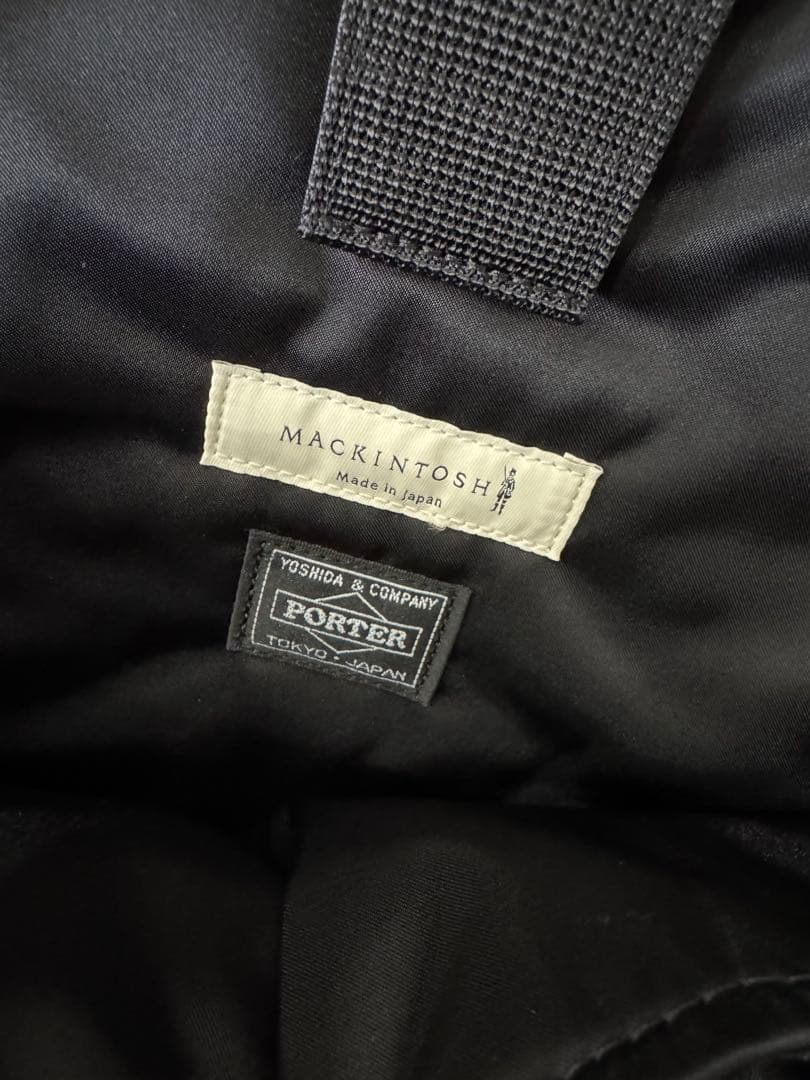 MACKINTOSH
Made in Japan
YOSHIDA & COMPANY
PORTER
TOKYO・JAPAN